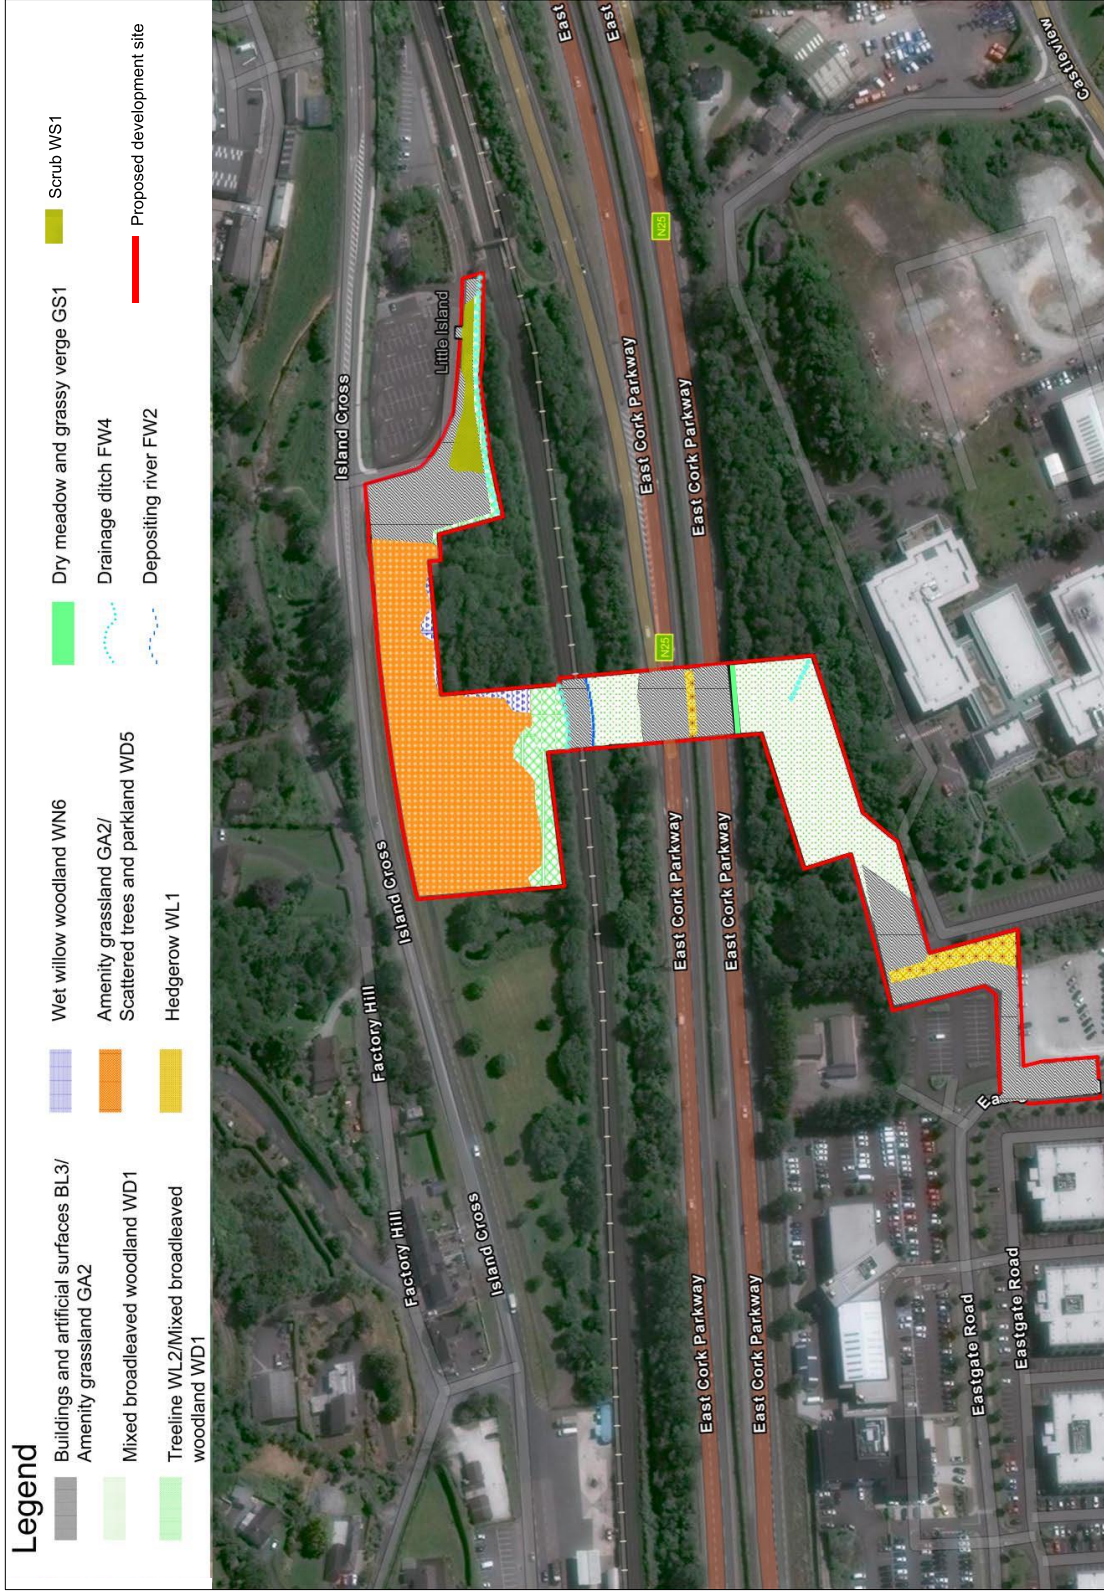 Legend
Buildings and artificial surfaces BL3/
Amenity grassland GA2
Mixed broadleaved woodland WD1
Treeline WL2/Mixed broadleaved
woodland WD1
Wet willow woodland WN6
Amenity grassland GA2/
Scattered trees and parkland WD5
Hedgerow WL1
Dry meadow and grassy verge GS1
Drainage ditch FW4
Depositing river FW2
Scrub WS1
Proposed development site
Island Cross
Little Island
Island Cross
Factory Hill
Factory Hill
Island Cross
East
East
N25
East Cork Parkway
East Cork Parkway
N25
East Cork Parkway
East Cork Parkway
East Cork Parkway
East Cork Parkway
Castleview
Ea
Eastgate Road
Eastgate Road